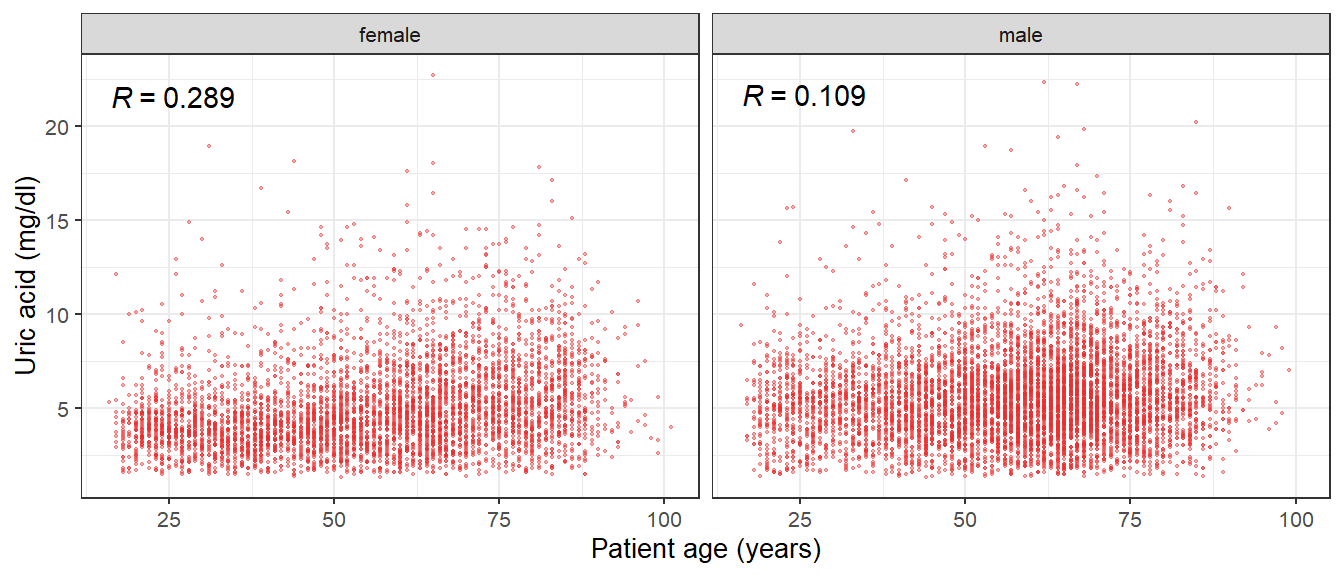 female
male
R = 0.289
R = 0.109
20
15
10
5
Uric acid (mg/dl)
25 50 75 100
25 50 75 100
Patient age (years)